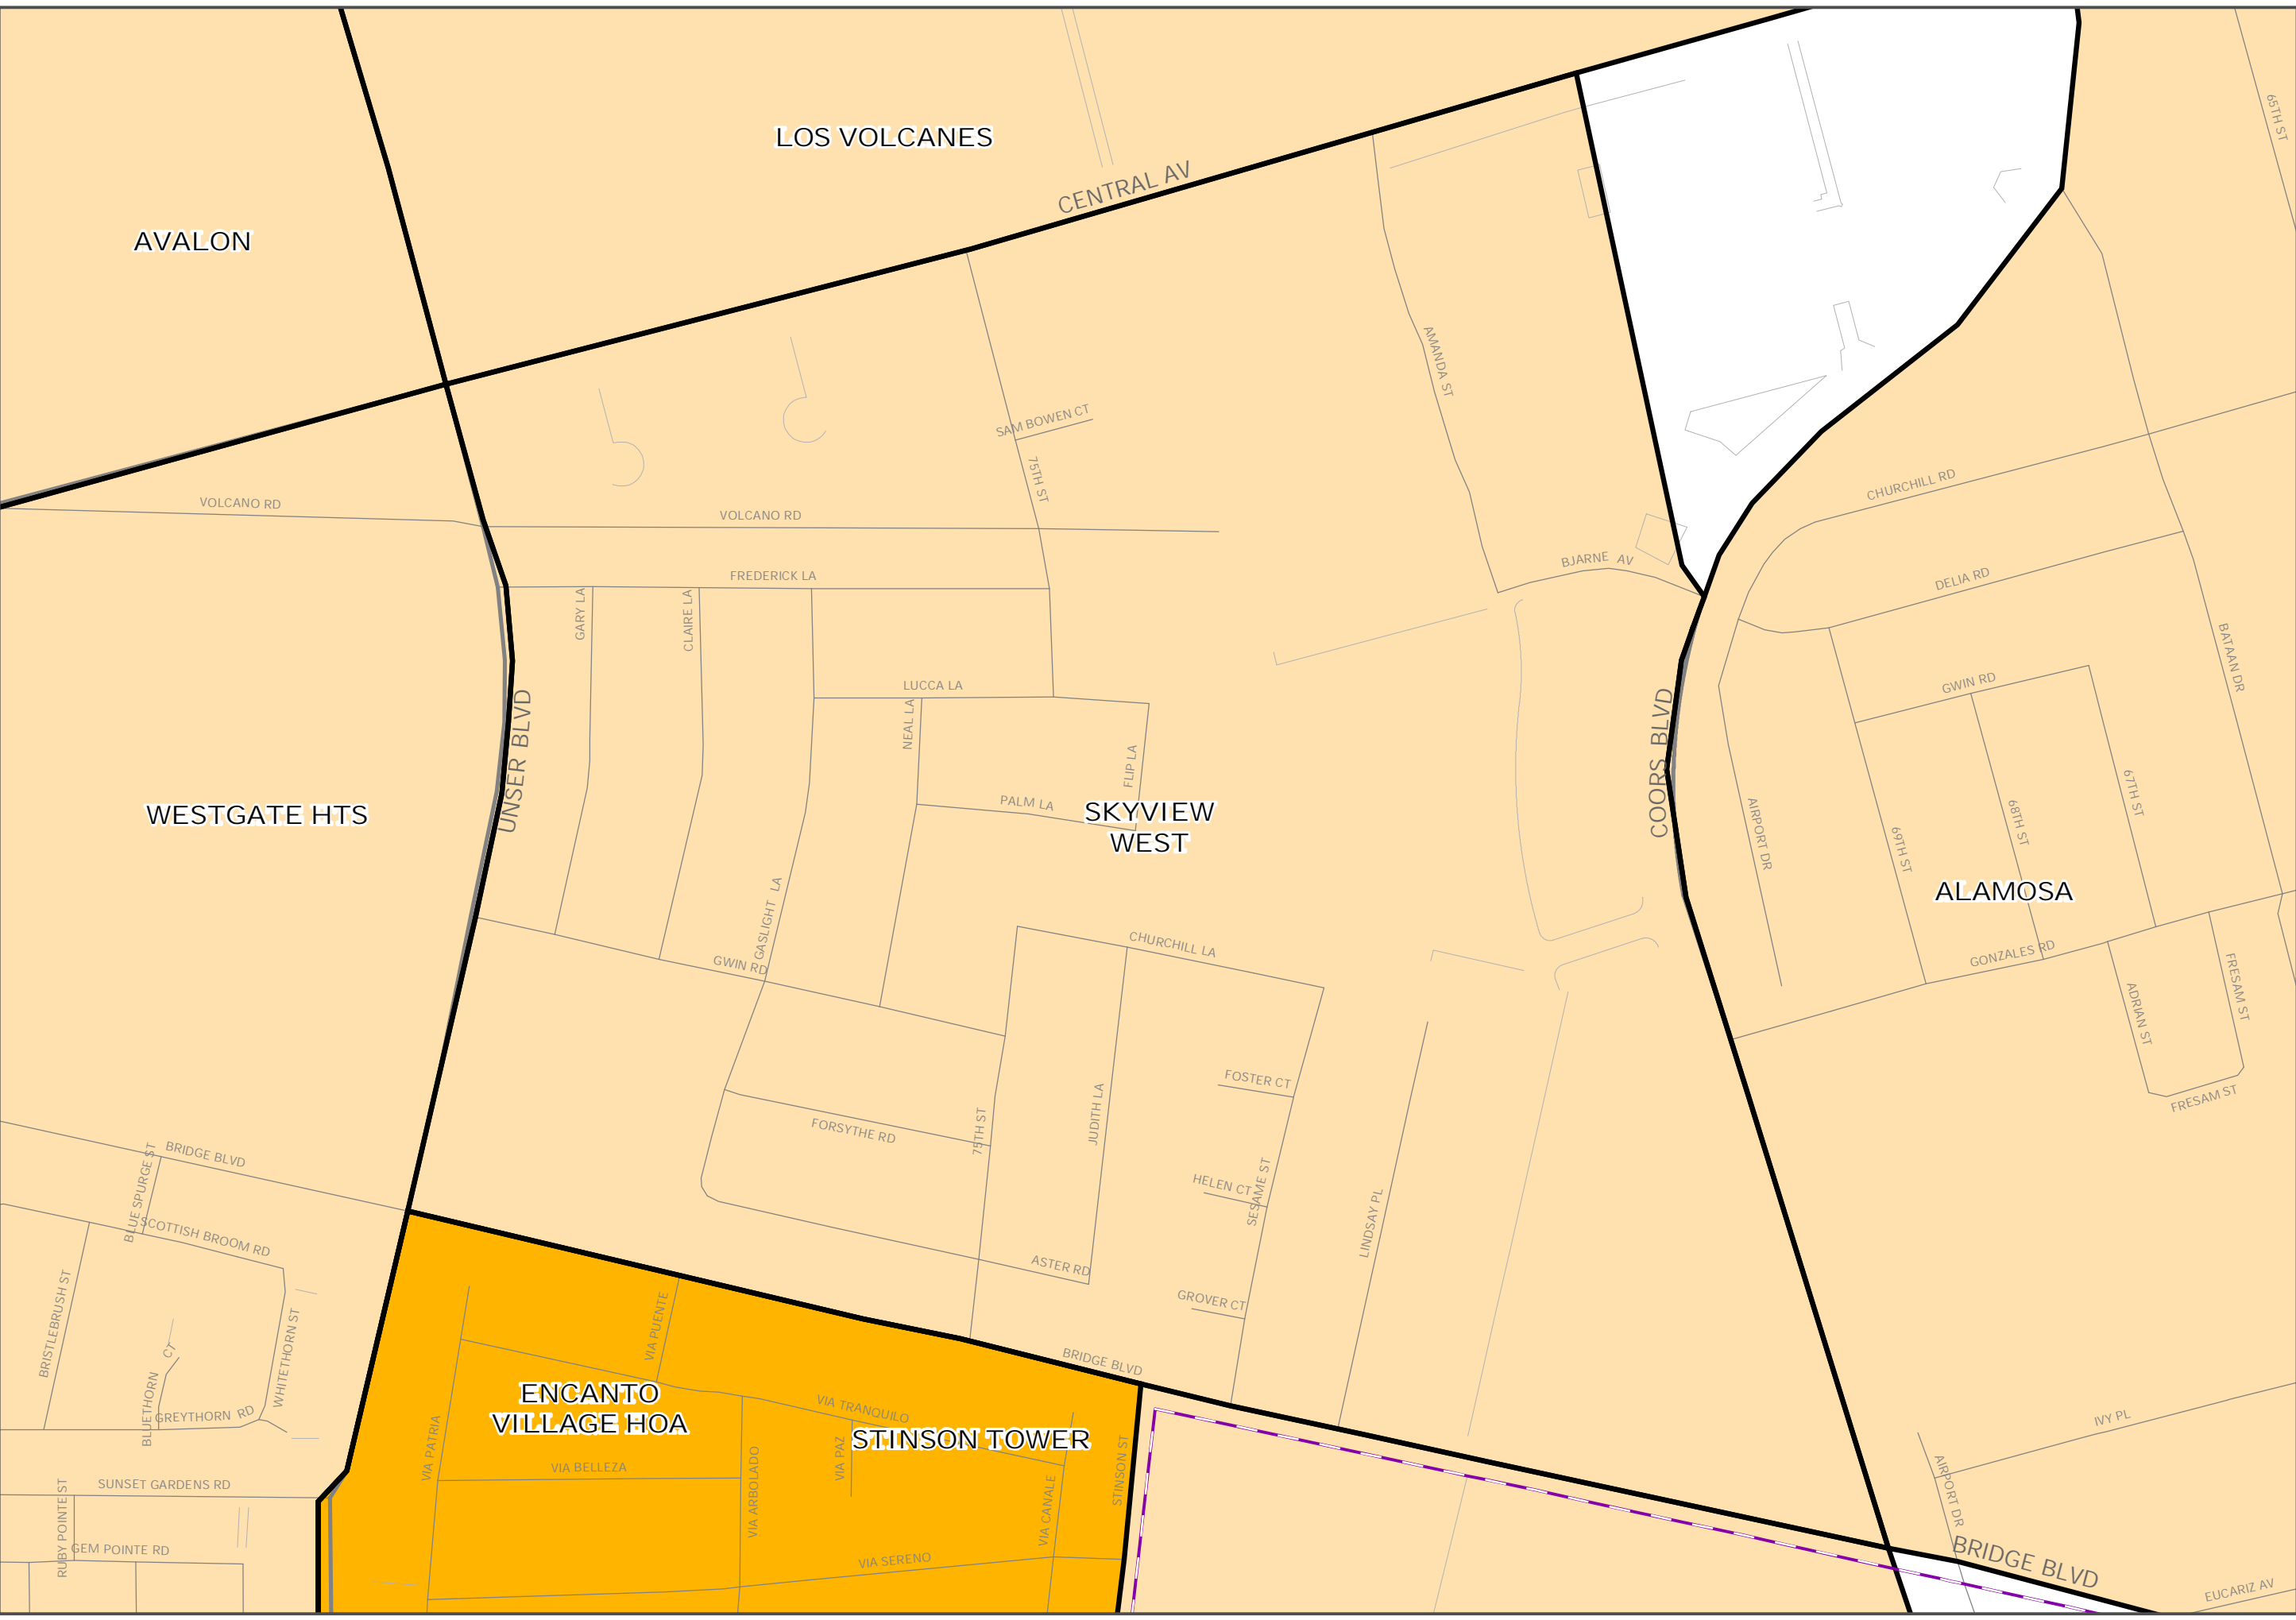 65TH ST
LOS VOLCANES
CENTRAL AV
AVALON
AMANDA ST
SAM BOWEN CT
75TH ST
CHURCHILL RD
VOLCANO RD
VOLCANO RD
BJARNE AV
FREDERICK LA
DELIA RD
GARY LA
CLAIRE LA
BATAAN DR
LUCCA LA
GWIN RD
NEAL LA
UNSER BLVD
COORS BLVD
FLIP LA
67TH ST
PALM LA
WESTGATE HTS
SKYVIEW
WEST
AIRPORT DR
69TH ST
68TH ST
ALAMOSA
GASLIGHT LA
CHURCHILL LA
GWIN RD
GONZALES RD
FRESAM ST
ADRIAN ST
FOSTER CT
FRESAM ST
FORSYTHE RD
75TH ST
JUDITH LA
BRIDGE BLVD
BLUE SPURGE ST
HELEN CT
SESAME ST
LINDSAY PL
SCOTTISH BROOM RD
ASTER RD
GROVER CT
BRISTLEBRUSH ST
WHITETHORN ST
VIA PUENTE
BRIDGE BLVD
BLUETHORN CT
ENCANTO
VILLAGE HOA
VIA TRANQUILO
GREYTHORN RD
IVY PL
STINSON TOWER
VIA PATRIA
VIA PAZ
STINSON ST
VIA BELLEZA
VIA ARBOLADO
VIA CANALE
SUNSET GARDENS RD
AIRPORT DR
RUBY POINTE ST
GEM POINTE RD
VIA SERENO
BRIDGE BLVD
EUCARIZ AV